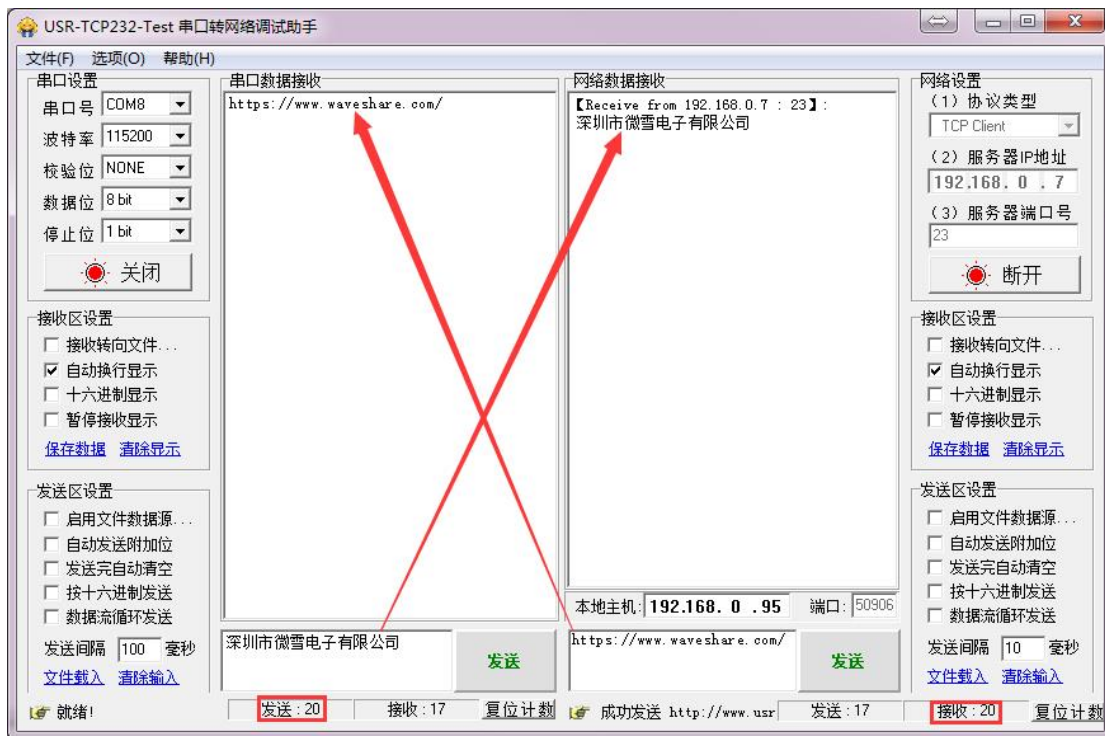 USR-TCP232-Test 串口转网络调试助手
文件(F) 选项(O) 帮助(H)
串口设置
串口号 COM8
波特率 115200
校验位 NONE
数据位 8 bit
停止位 1 bit
关闭
接收区设置
接收转向文件...
自动换行显示
十六进制显示
暂停接收显示
保存数据 清除显示
发送区设置
启用文件数据源...
自动发送附加位
发送完自动清空
按十六进制发送
数据流循环发送
发送间隔 100 毫秒
文件载入 清除输入
串口数据接收
https://www.waveshare.com/
深圳市微雪电子有限公司
发送
网络数据接收
【Receive from 192.168.0.7 : 23】:
深圳市微雪电子有限公司
本地主机: 192.168. 0 .95 端口: 50906
https://www.waveshare.com/
发送
网络设置
(1) 协议类型
TCP Client
(2) 服务器IP地址
192.168. 0 . 7
(3) 服务器端口号
23
断开
接收区设置
接收转向文件...
自动换行显示
十六进制显示
暂停接收显示
保存数据 清除显示
发送区设置
启用文件数据源...
自动发送附加位
发送完自动清空
按十六进制发送
数据流循环发送
发送间隔 10 毫秒
文件载入 清除输入
就绪! 发送:20 接收:17 复位计数 成功发送 http://www.usr 发送:17 接收:20 复位计数